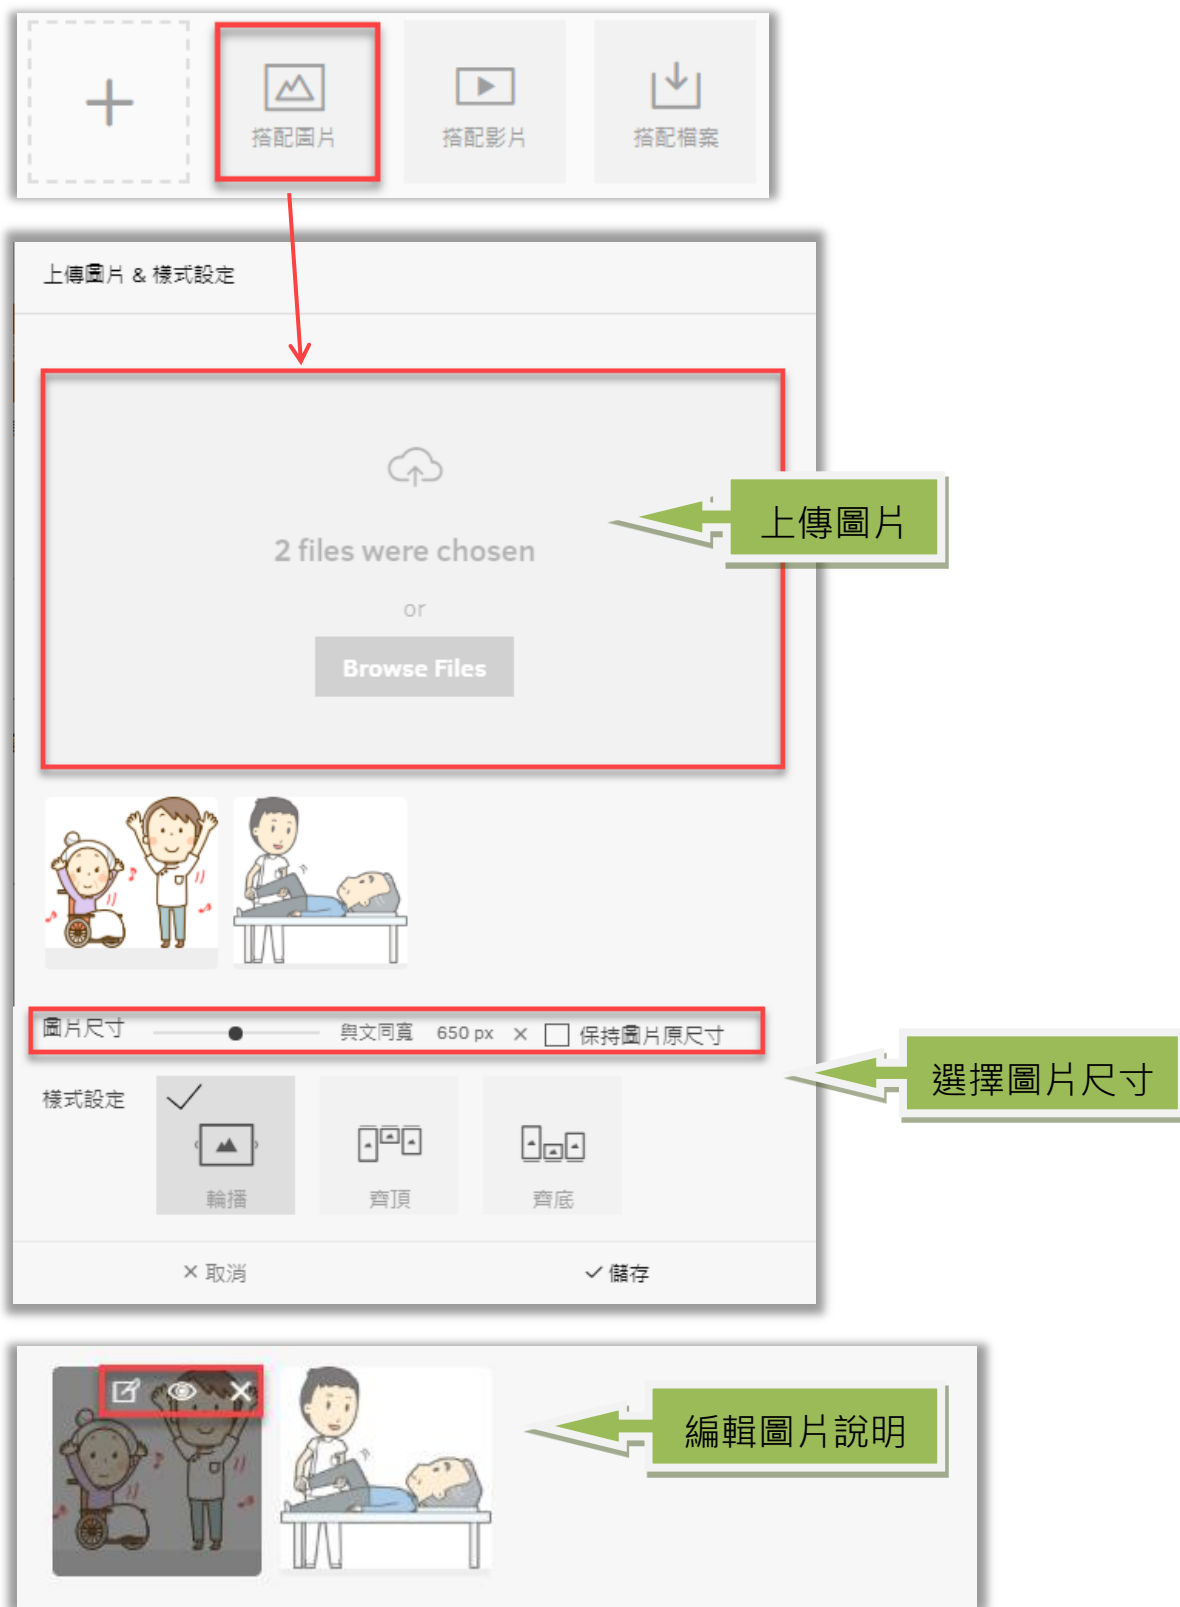 搭配圖片 搭配影片 搭配檔案
上傳圖片 & 樣式設定
2 files were chosen
上傳圖片
or
Browse Files
圖片尺寸 與文同寬 650 px × 保持圖片原尺寸
選擇圖片尺寸
樣式設定
輪播 齊頂 齊底
× 取消 ✓ 儲存
編輯圖片說明